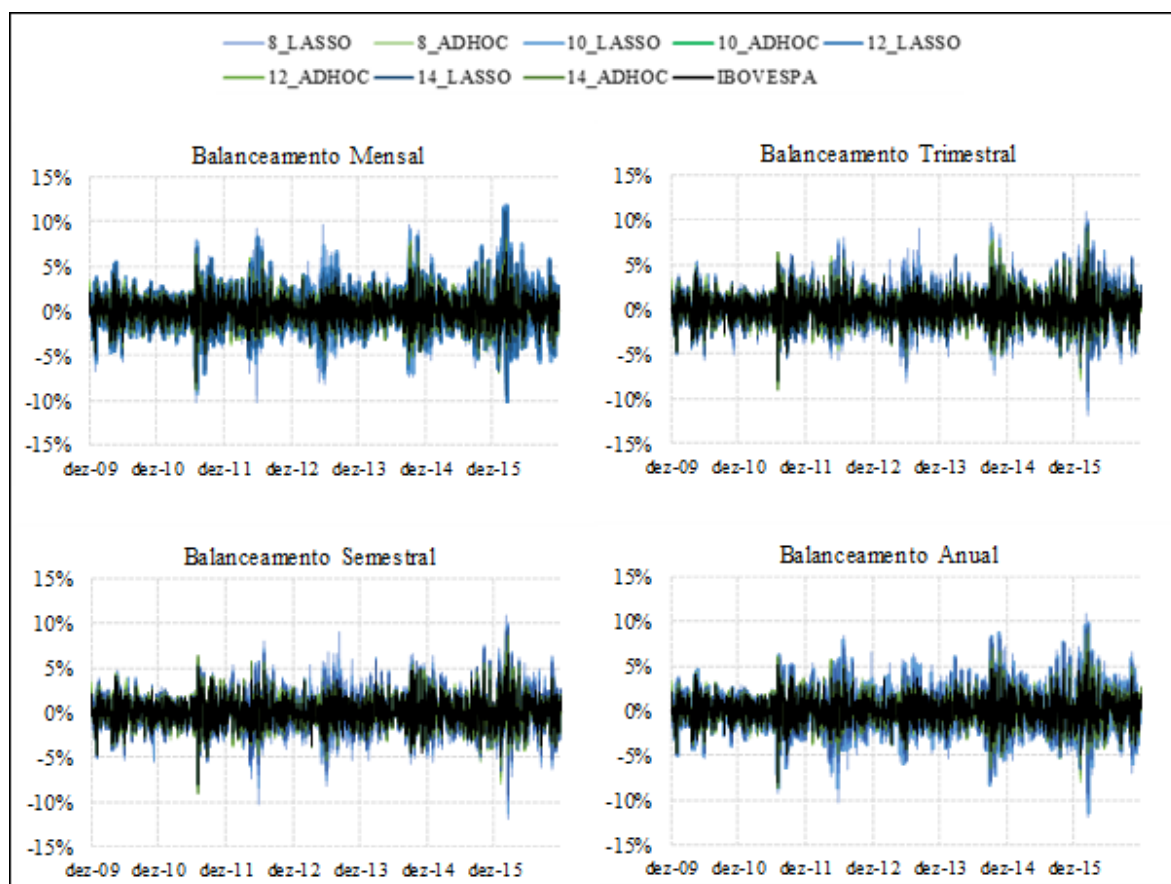 8_LASSO 8_ADHOC 10_LASSO 10_ADHOC 12_LASSO
12_ADHOC 14_LASSO 14_ADHOC IBOVESPA
Balanceamento Mensal
15%
10%
5%
0%
-5%
-10%
-15%
dez-09 dez-10 dez-11 dez-12 dez-13 dez-14 dez-15
Balanceamento Trimestral
15%
10%
5%
0%
-5%
-10%
-15%
dez-09 dez-10 dez-11 dez-12 dez-13 dez-14 dez-15
Balanceamento Semestral
15%
10%
5%
0%
-5%
-10%
-15%
dez-09 dez-10 dez-11 dez-12 dez-13 dez-14 dez-15
Balanceamento Anual
15%
10%
5%
0%
-5%
-10%
-15%
dez-09 dez-10 dez-11 dez-12 dez-13 dez-14 dez-15